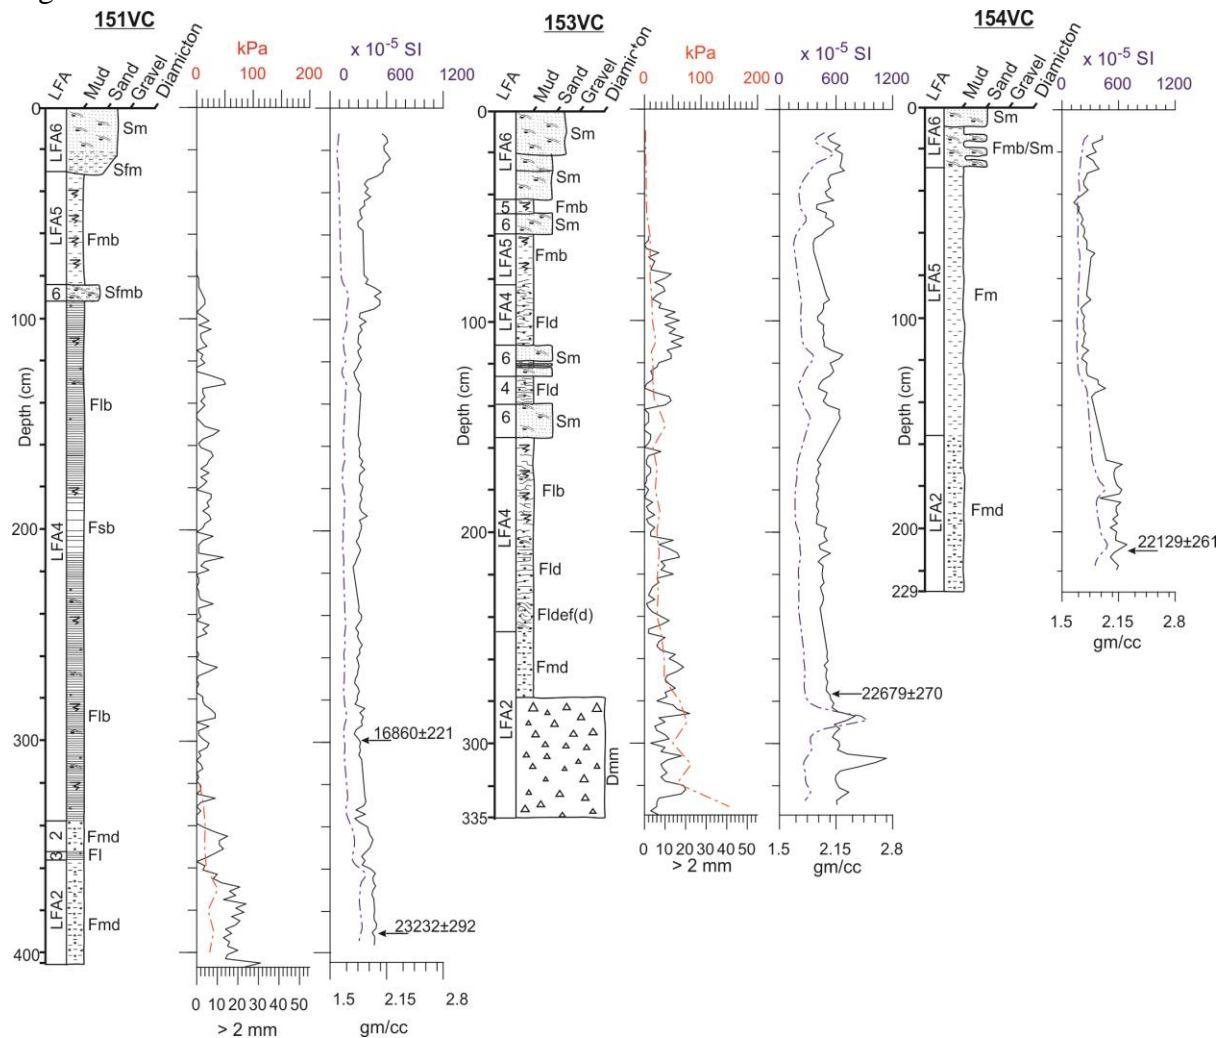 151VC
LFA
Mud
Sand
Gravel
Diamicton
kPa
0 100 200
x 10⁻⁵ SI
0 600 1200
0
100
200
300
400
Depth (cm)
LFA6
LFA5
6
LFA4
2
3
LFA2
Sm
Sfm
Fmb
Sfmb
Flb
Fsb
Flb
Fmd
Fl
Fmd
16860±221
23232±292
0 10 20 30 40 50
> 2 mm
1.5 2.15 2.8
gm/cc
153VC
LFA
Mud
Sand
Gravel
Diamicton
kPa
0 100 200
x 10⁻⁵ SI
0 600 1200
0
100
200
300
335
Depth (cm)
LFA6
5
6
LFA5
LFA4
6
4
6
LFA4
LFA2
Sm
Sm
Fmb
Sm
Fmb
Fld
Sm
Fld
Sm
Flb
Fld
Fldef(d)
Fmd
Dmm
22679±270
0 10 20 30 40 50
> 2 mm
1.5 2.15 2.8
gm/cc
154VC
LFA
Mud
Sand
Gravel
Diamicton
x 10⁻⁵ SI
0 600 1200
0
100
200
229
Depth (cm)
LFA6
LFA5
LFA2
Sm
Fmb/Sm
Fm
Fmd
22129±261
1.5 2.15 2.8
gm/cc